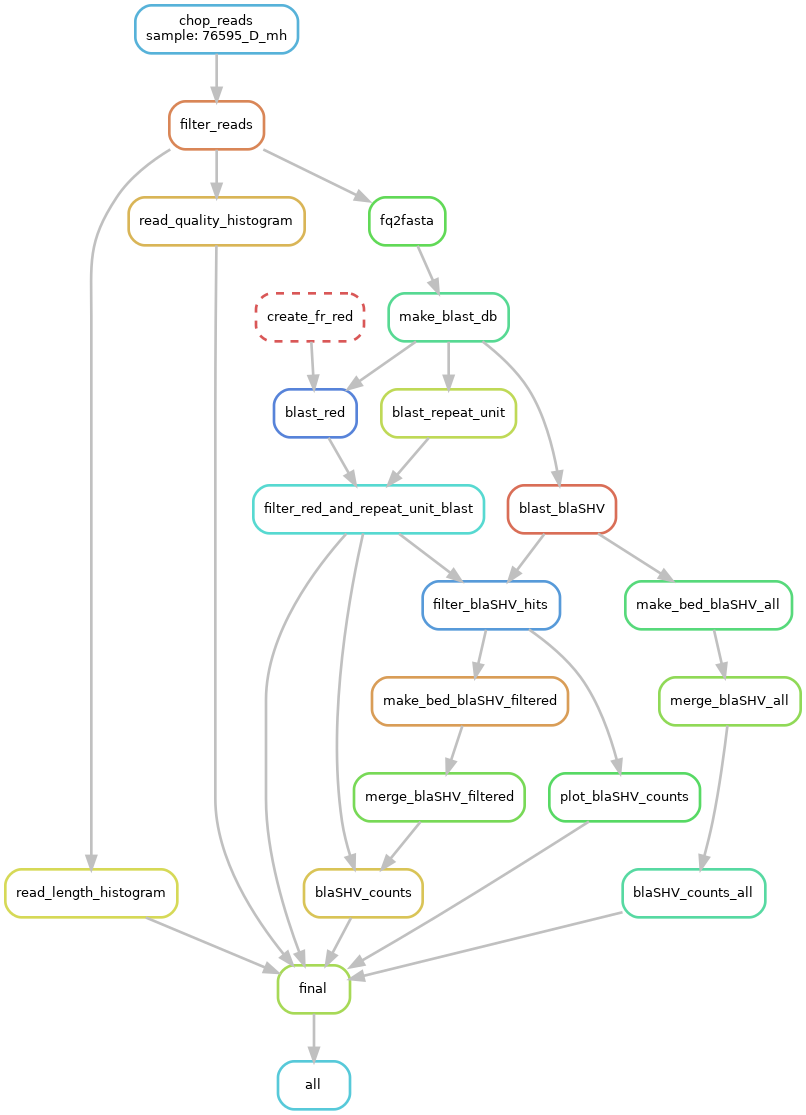 chop_reads
sample: 76595_D_mh
filter_reads
read_quality_histogram
fq2fasta
create_fr_red
make_blast_db
blast_red
blast_repeat_unit
filter_red_and_repeat_unit_blast
blast_blaSHV
filter_blaSHV_hits
make_bed_blaSHV_all
make_bed_blaSHV_filtered
merge_blaSHV_all
merge_blaSHV_filtered
plot_blaSHV_counts
read_length_histogram
blaSHV_counts
blaSHV_counts_all
final
all